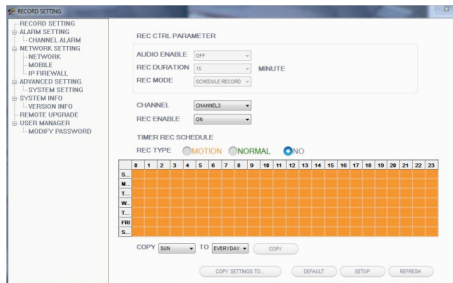 RECORD SETTING
RECORD SETTING
ALARM SETTING
CHANNEL ALARM
NETWORK SETTING
NETWORK
MOBILE
IP FIREWALL
ADVANCED SETTING
SYSTEM SETTING
SYSTEM INFO
VERSION INFO
REMOTE UPGRADE
USER MANAGER
MODIFY PASSWORD
REC CTRL PARAMETER
AUDIO ENABLE OFF
REC DURATION 15 MINUTE
REC MODE SCHEDULE RECORD
CHANNEL CHANNEL3
REC ENABLE ON
TIMER REC SCHEDULE
REC TYPE MOTION NORMAL NO
0 1 2 3 4 5 6 7 8 9 10 11 12 13 14 15 16 17 18 19 20 21 22 23
S...
M...
T...
W...
T...
FRI
S...
COPY SUN TO EVERYDAY COPY
COPY SETTINGS TO... DEFAULT SETUP REFRESH